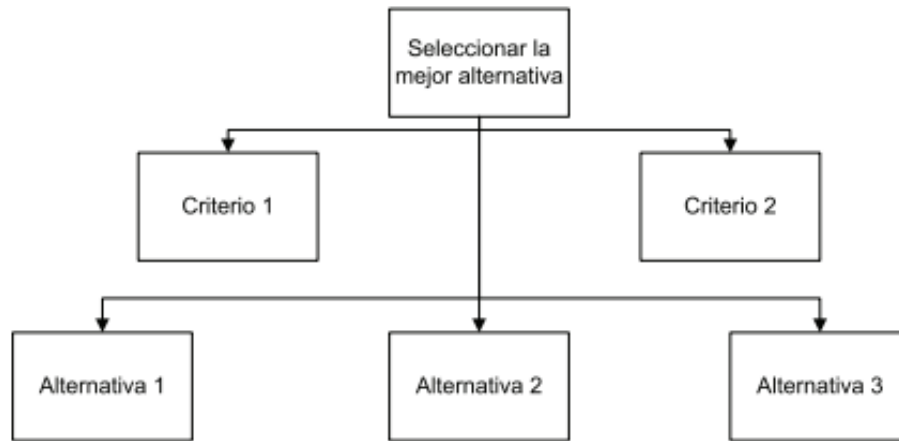 Seleccionar la
mejor alternativa
Criterio 1
Criterio 2
Alternativa 1
Alternativa 2
Alternativa 3